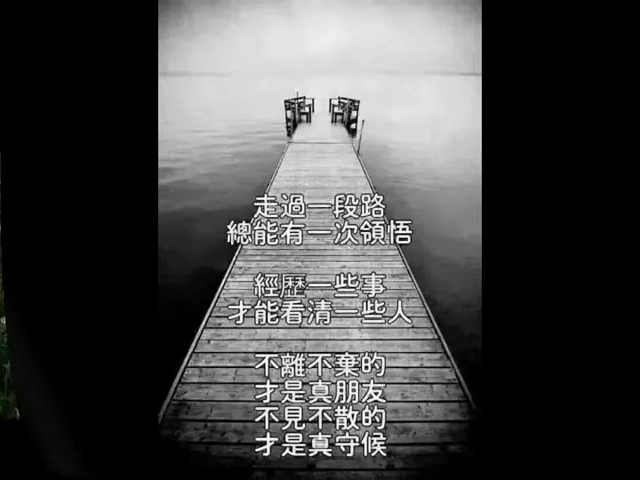 走過一段路
總能有一次領悟
經歷一些事
才能看清一些人
不離不棄的
才是真朋友
不見不散的
才是真守候